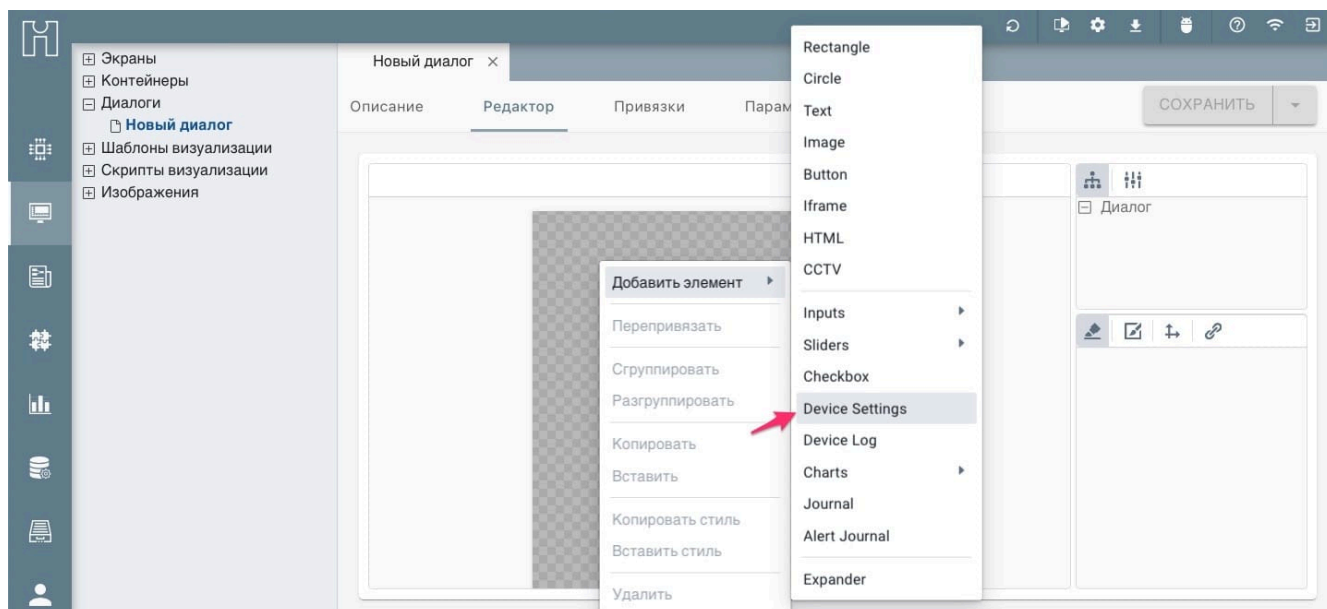 Экраны
Контейнеры
Диалоги
Новый диалог
Шаблоны визуализации
Скрипты визуализации
Изображения
Новый диалог
Описание
Редактор
Привязки
Парам
СОХРАНИТЬ
Диалог
Добавить элемент
Перепривязать
Сгруппировать
Разгруппировать
Копировать
Вставить
Копировать стиль
Вставить стиль
Удалить
Rectangle
Circle
Text
Image
Button
Iframe
HTML
CCTV
Inputs
Sliders
Checkbox
Device Settings
Device Log
Charts
Journal
Alert Journal
Expander